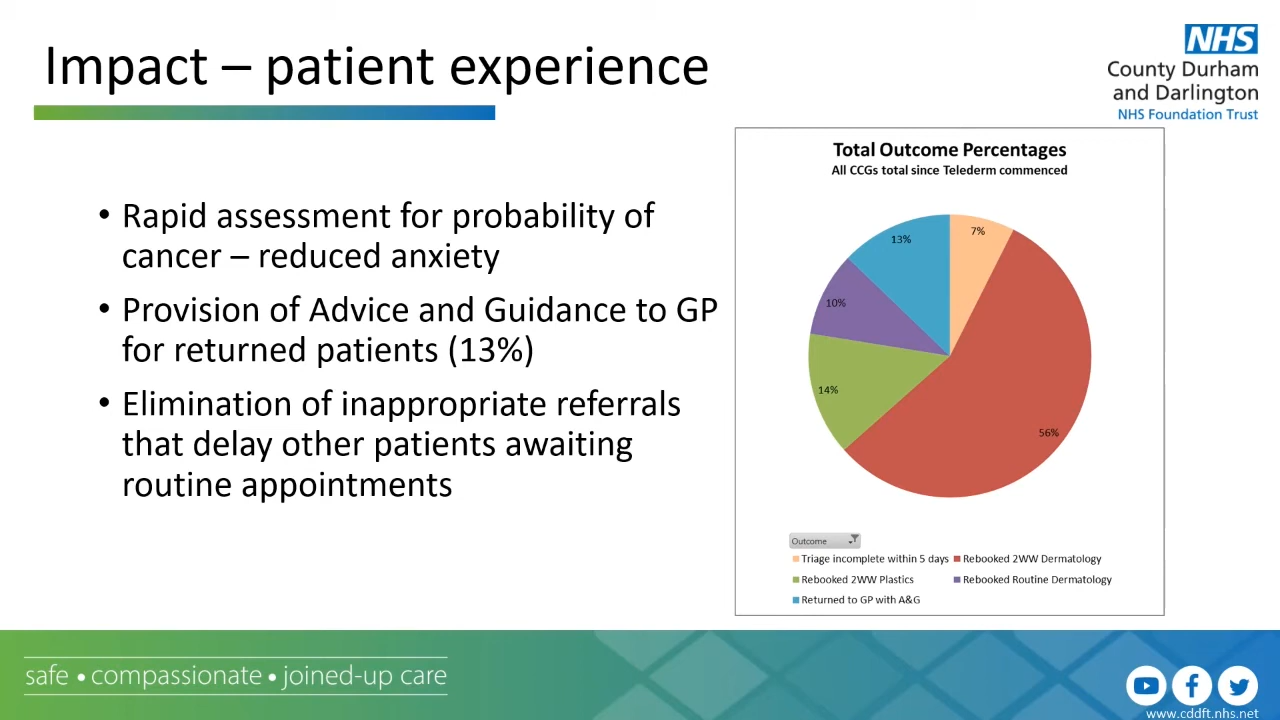 Impact – patient experience
NHS
County Durham
and Darlington
NHS Foundation Trust
• Rapid assessment for probability of
cancer – reduced anxiety
• Provision of Advice and Guidance to GP
for returned patients (13%)
• Elimination of inappropriate referrals
that delay other patients awaiting
routine appointments
Total Outcome Percentages
All CCGs total since Telederm commenced
7%
13%
10%
14%
56%
Outcome
Triage incomplete within 5 days
Rebooked 2WW Dermatology
Rebooked 2WW Plastics
Rebooked Routine Dermatology
Returned to GP with A&G
safe • compassionate • joined-up care
www.cddft.nhs.net